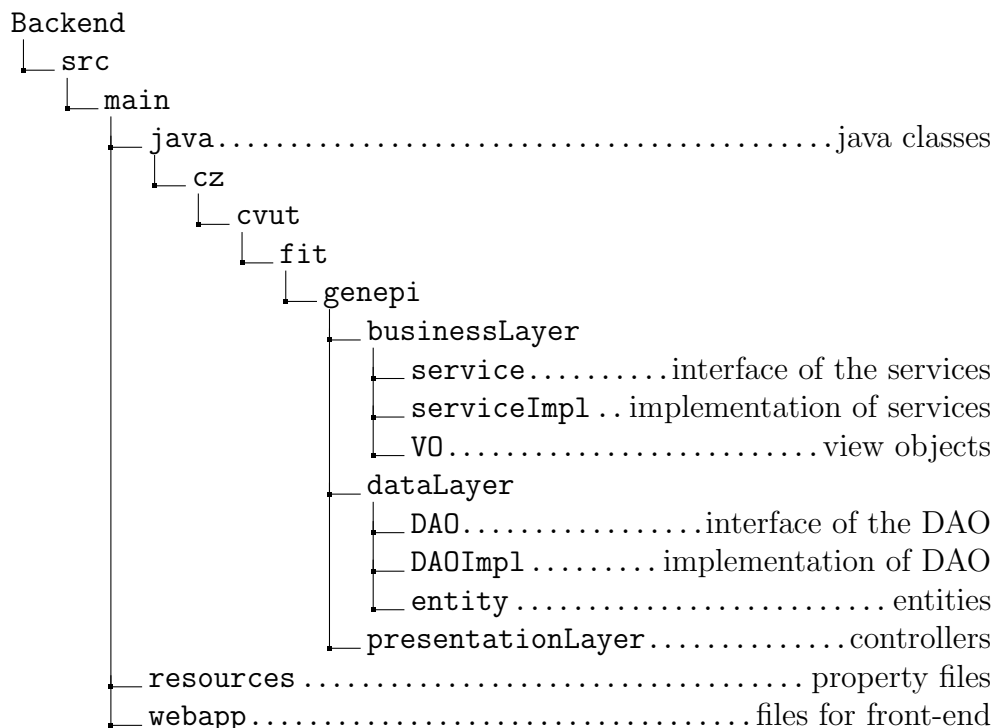 Backend
src
main
java............................................java classes
cz
cvut
fit
genepi
businessLayer
service..........interface of the services
serviceImpl..implementation of services
VO...........................view objects
dataLayer
DAO.................interface of the DAO
DAOImpl.........implementation of DAO
entity..........................entities
presentationLayer..............controllers
resources...................................property files
webapp....................................files for front-end